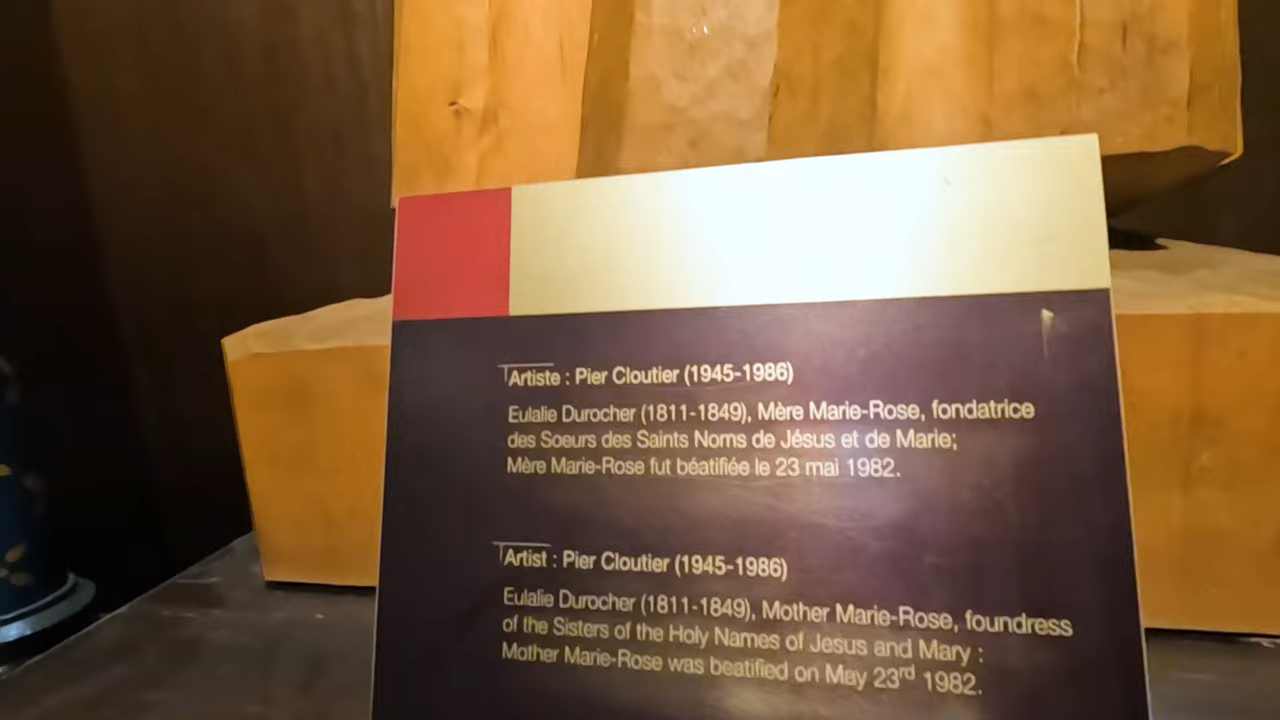 Artiste : Pier Cloutier (1945-1986)
Eulalie Durocher (1811-1849), Mère Marie-Rose, fondatrice
des Soeurs des Saints Noms de Jésus et de Marie;
Mère Marie-Rose fut béatifiée le 23 mai 1982.
Artist : Pier Cloutier (1945-1986)
Eulalie Durocher (1811-1849), Mother Marie-Rose, foundress
of the Sisters of the Holy Names of Jesus and Mary :
Mother Marie-Rose was beatified on May 23rd 1982.